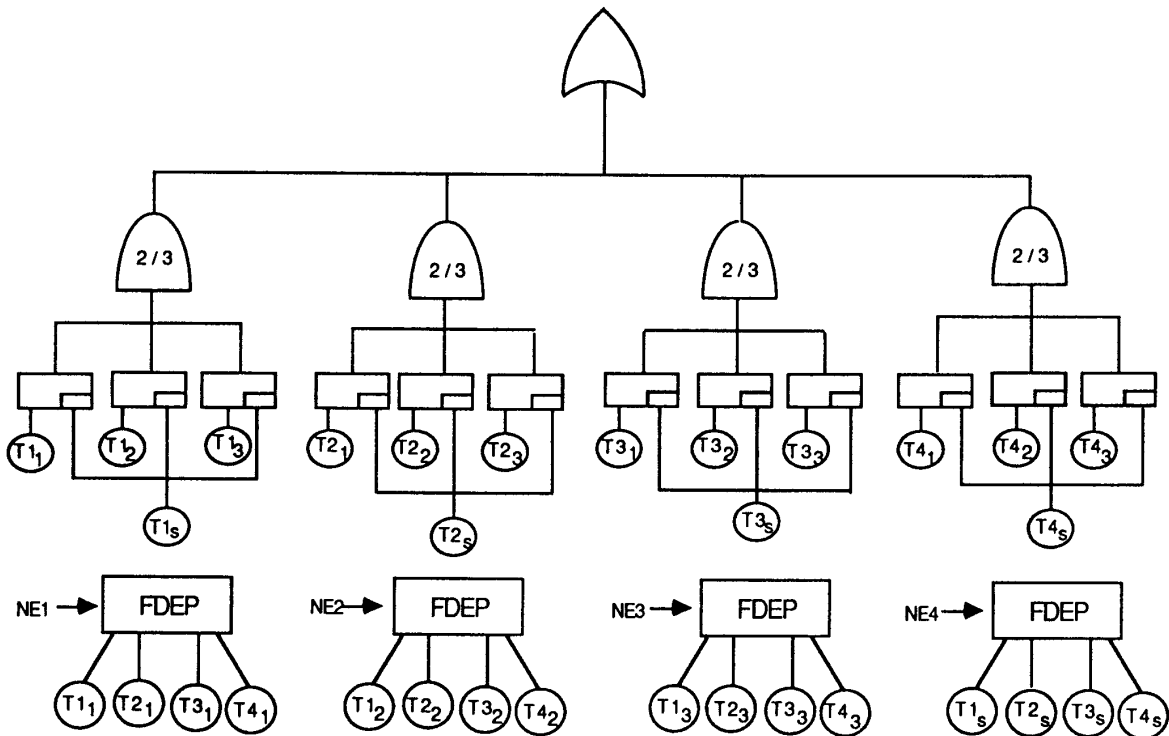 2 / 3 2 / 3 2 / 3 2 / 3
T1₁ T1₂ T1₃ T2₁ T2₂ T2₃ T3₁ T3₂ T3₃ T4₁ T4₂ T4₃
T1ₛ T2ₛ T3ₛ T4ₛ
NE1 FDEP NE2 FDEP NE3 FDEP NE4 FDEP
T1₁ T2₁ T3₁ T4₁ T1₂ T2₂ T3₂ T4₂ T1₃ T2₃ T3₃ T4₃ T1ₛ T2ₛ T3ₛ T4ₛ